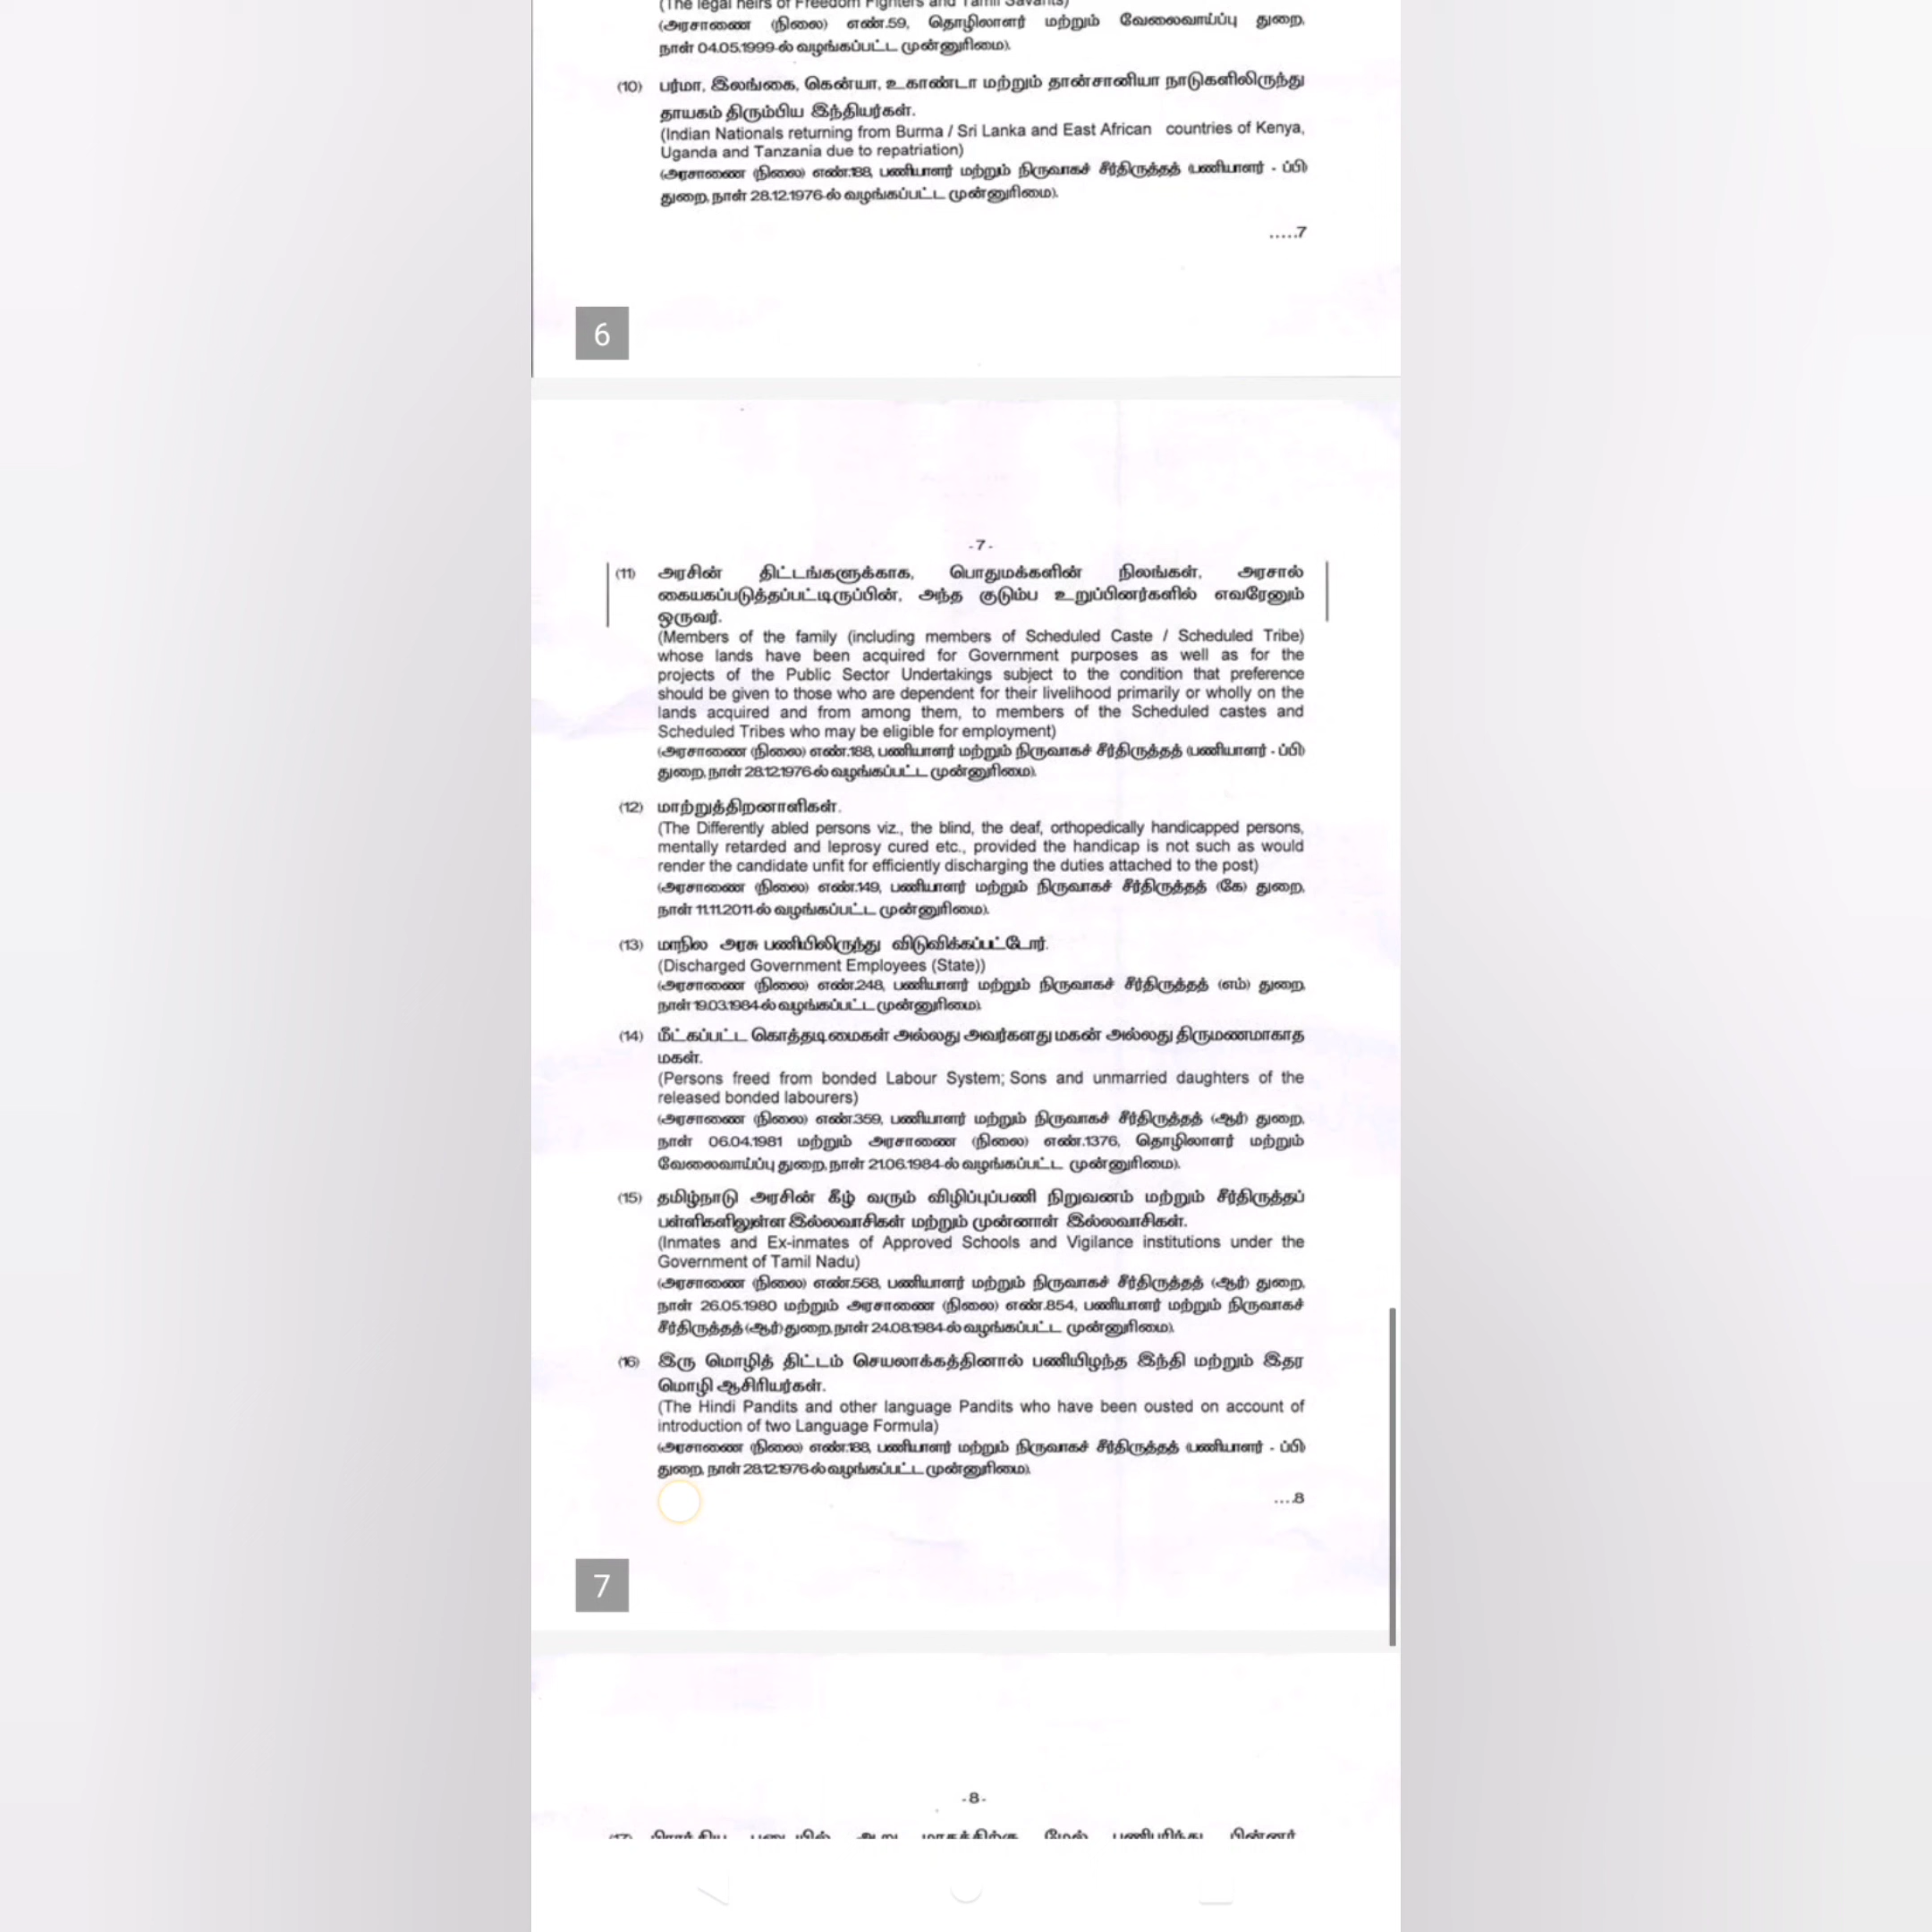 (The legal heirs of Freedom Fighters and Tamil Savants)
(அரசாணை (நிலை) எண்.59, தொழிலாளர் மற்றும் வேலைவாய்ப்பு துறை,
நாள் 04.05.1999-ல் வழங்கப்பட்ட முன்னுரிமை).
(10) பர்மா, இலங்கை, கென்யா, உகாண்டா மற்றும் தான்சானியா நாடுகளிலிருந்து
தாயகம் திரும்பிய இந்தியர்கள்.
(Indian Nationals returning from Burma / Sri Lanka and East African countries of Kenya,
Uganda and Tanzania due to repatriation)
(அரசாணை (நிலை) எண்.188, பணியாளர் மற்றும் நிருவாகச் சீர்திருத்தத் (பணியாளர் - ப்பி)
துறை, நாள் 28.12.1976-ல் வழங்கப்பட்ட முன்னுரிமை).
.....7
6
-7-
(11) அரசின் திட்டங்களுக்காக, பொதுமக்களின் நிலங்கள், அரசால்
கையகப்படுத்தப்பட்டிருப்பின், அந்த குடும்ப உறுப்பினர்களில் எவரேனும்
ஒருவர்.
(Members of the family (including members of Scheduled Caste / Scheduled Tribe)
whose lands have been acquired for Government purposes as well as for the
projects of the Public Sector Undertakings subject to the condition that preference
should be given to those who are dependent for their livelihood primarily or wholly on the
lands acquired and from among them, to members of the Scheduled castes and
Scheduled Tribes who may be eligible for employment)
(அரசாணை (நிலை) எண்.188, பணியாளர் மற்றும் நிருவாகச் சீர்திருத்தத் (பணியாளர் - ப்பி)
துறை, நாள் 28.12.1976-ல் வழங்கப்பட்ட முன்னுரிமை).
(12) மாற்றுத்திறனாளிகள்.
(The Differently abled persons viz., the blind, the deaf, orthopedically handicapped persons,
mentally retarded and leprosy cured etc., provided the handicap is not such as would
render the candidate unfit for efficiently discharging the duties attached to the post)
(அரசாணை (நிலை) எண்.149, பணியாளர் மற்றும் நிருவாகச் சீர்திருத்தத் (கே) துறை,
நாள் 11.11.2011-ல் வழங்கப்பட்ட முன்னுரிமை).
(13) மாநில அரசு பணியிலிருந்து விடுவிக்கப்பட்டோர்.
(Discharged Government Employees (State))
(அரசாணை (நிலை) எண்.248, பணியாளர் மற்றும் நிருவாகச் சீர்திருத்தத் (எம்) துறை,
நாள் 19.03.1984-ல் வழங்கப்பட்ட முன்னுரிமை).
(14) மீட்கப்பட்ட கொத்தடிமைகள் அல்லது அவர்களது மகன் அல்லது திருமணமாகாத
மகள்.
(Persons freed from bonded Labour System; Sons and unmarried daughters of the
released bonded labourers)
(அரசாணை (நிலை) எண்.359, பணியாளர் மற்றும் நிருவாகச் சீர்திருத்தத் (ஆர்) துறை,
நாள் 06.04.1981 மற்றும் அரசாணை (நிலை) எண்.1376, தொழிலாளர் மற்றும்
வேலைவாய்ப்பு துறை, நாள் 21.06.1984-ல் வழங்கப்பட்ட முன்னுரிமை).
(15) தமிழ்நாடு அரசின் கீழ் வரும் விழிப்புப்பணி நிறுவனம் மற்றும் சீர்திருத்தப்
பள்ளிகளிலுள்ள இல்லவாசிகள் மற்றும் முன்னாள் இல்லவாசிகள்.
(Inmates and Ex-inmates of Approved Schools and Vigilance institutions under the
Government of Tamil Nadu)
(அரசாணை (நிலை) எண்.568, பணியாளர் மற்றும் நிருவாகச் சீர்திருத்தத் (ஆர்) துறை,
நாள் 26.05.1980 மற்றும் அரசாணை (நிலை) எண்.854, பணியாளர் மற்றும் நிருவாகச்
சீர்திருத்தத் (ஆர்) துறை, நாள் 24.08.1984-ல் வழங்கப்பட்ட முன்னுரிமை).
(16) இரு மொழித் திட்டம் செயலாக்கத்தினால் பணியிழந்த இந்தி மற்றும் இதர
மொழி ஆசிரியர்கள்.
(The Hindi Pandits and other language Pandits who have been ousted on account of
introduction of two Language Formula)
(அரசாணை (நிலை) எண்.188, பணியாளர் மற்றும் நிருவாகச் சீர்திருத்தத் (பணியாளர் - ப்பி)
துறை, நாள் 28.12.1976-ல் வழங்கப்பட்ட முன்னுரிமை).
....8
7
-8-